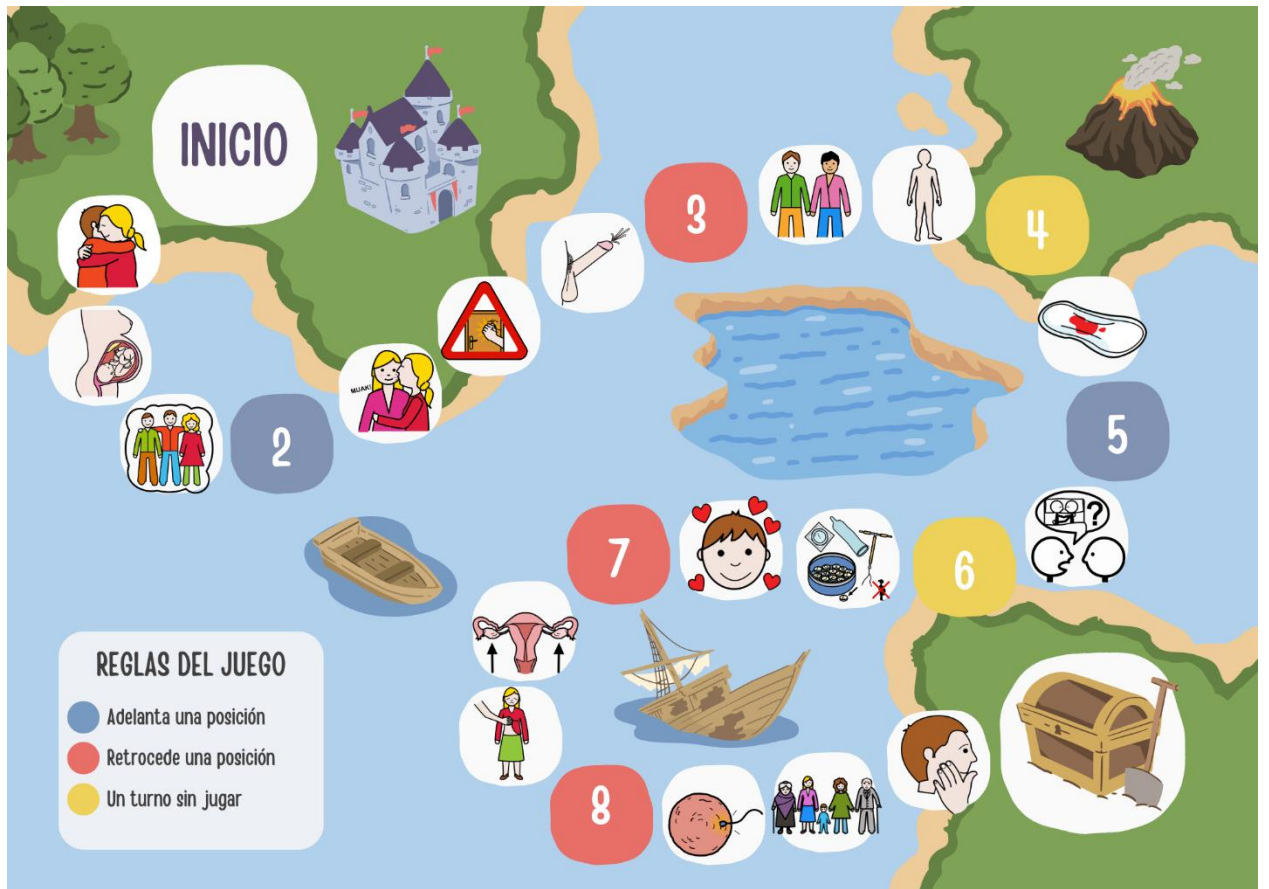 INICIO
3
4
MUAK!
2
5
?
7
6
8
REGLAS DEL JUEGO
Adelanta una posición
Retrocede una posición
Un turno sin jugar